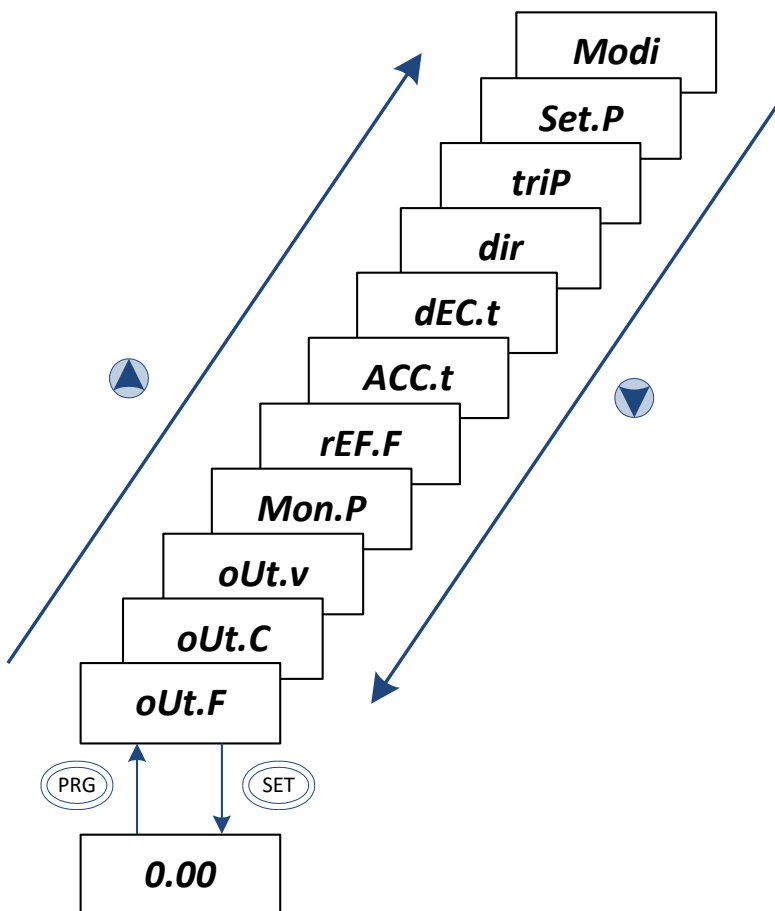 Modi
Set.P
triP
dir
dEC.t
ACC.t
rEF.F
Mon.P
oUt.v
oUt.C
oUt.F
PRG
SET
0.00